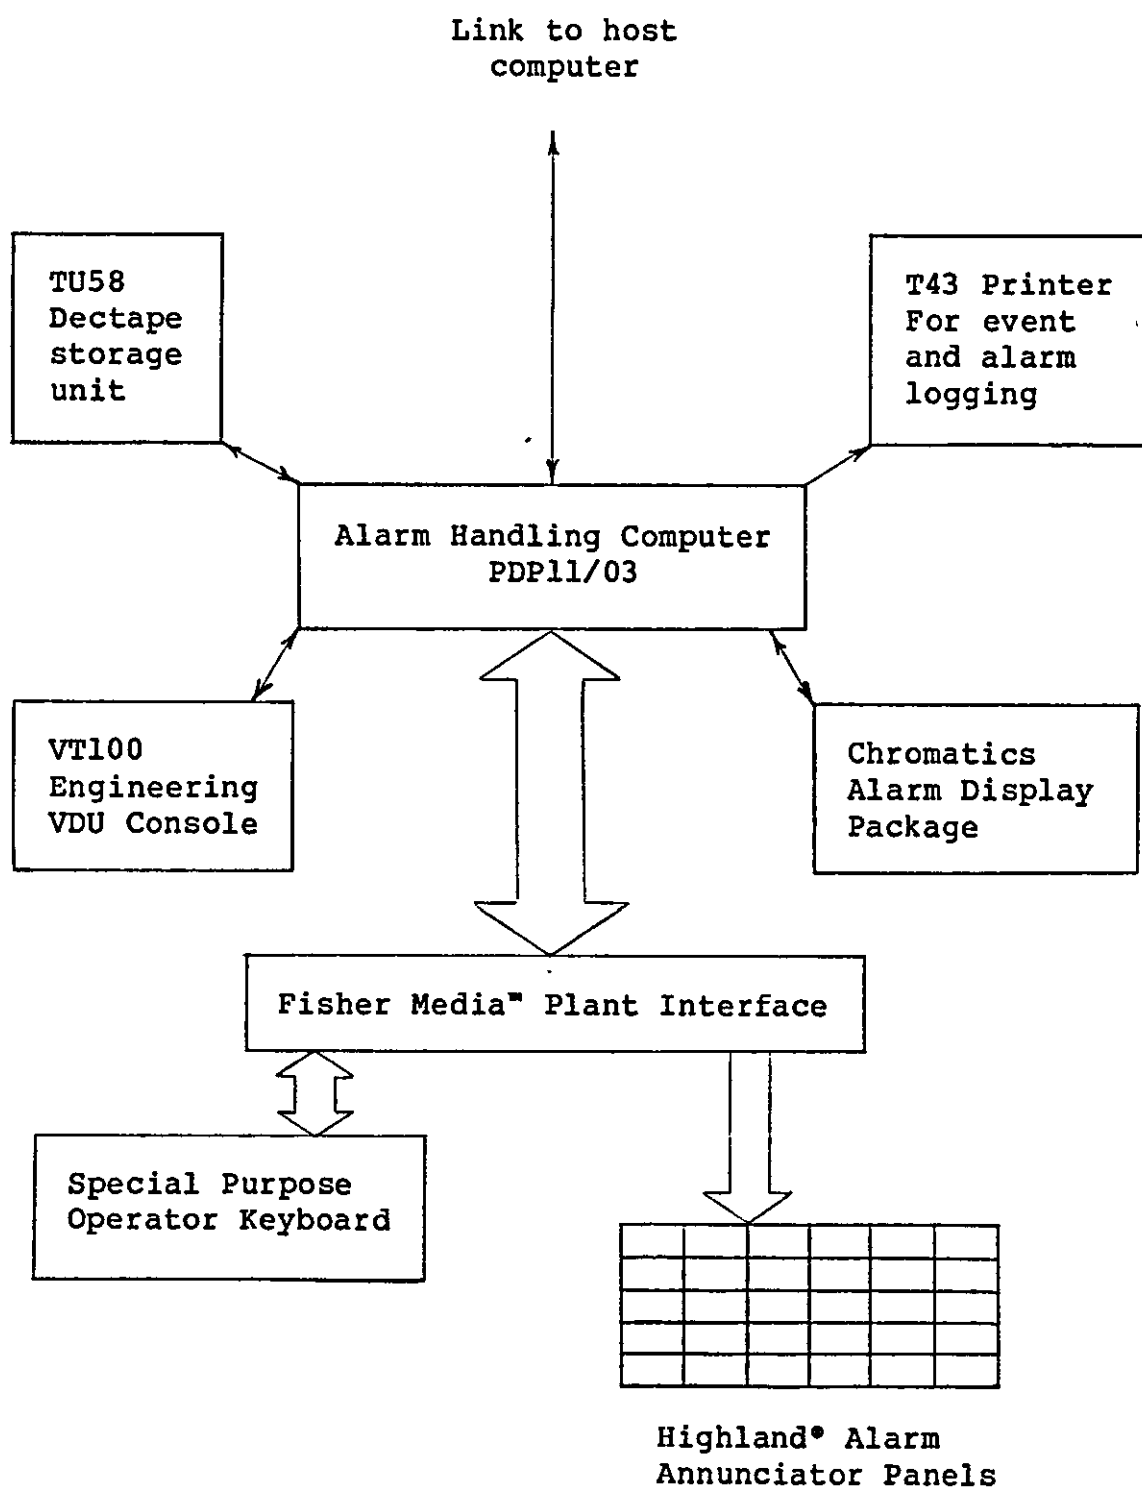 Link to host
computer
TU58
Dectape
storage
unit
T43 Printer
For event
and alarm
logging
Alarm Handling Computer
PDP11/03
VT100
Engineering
VDU Console
Chromatics
Alarm Display
Package
Fisher Media™ Plant Interface
Special Purpose
Operator Keyboard
Highland® Alarm
Annunciator Panels